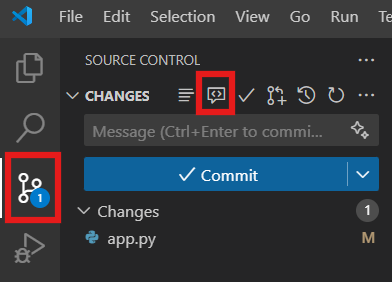 File Edit Selection View Go Run Te
SOURCE CONTROL
CHANGES
Message (Ctrl+Enter to commi...
Commit
1
Changes 1
app.py M